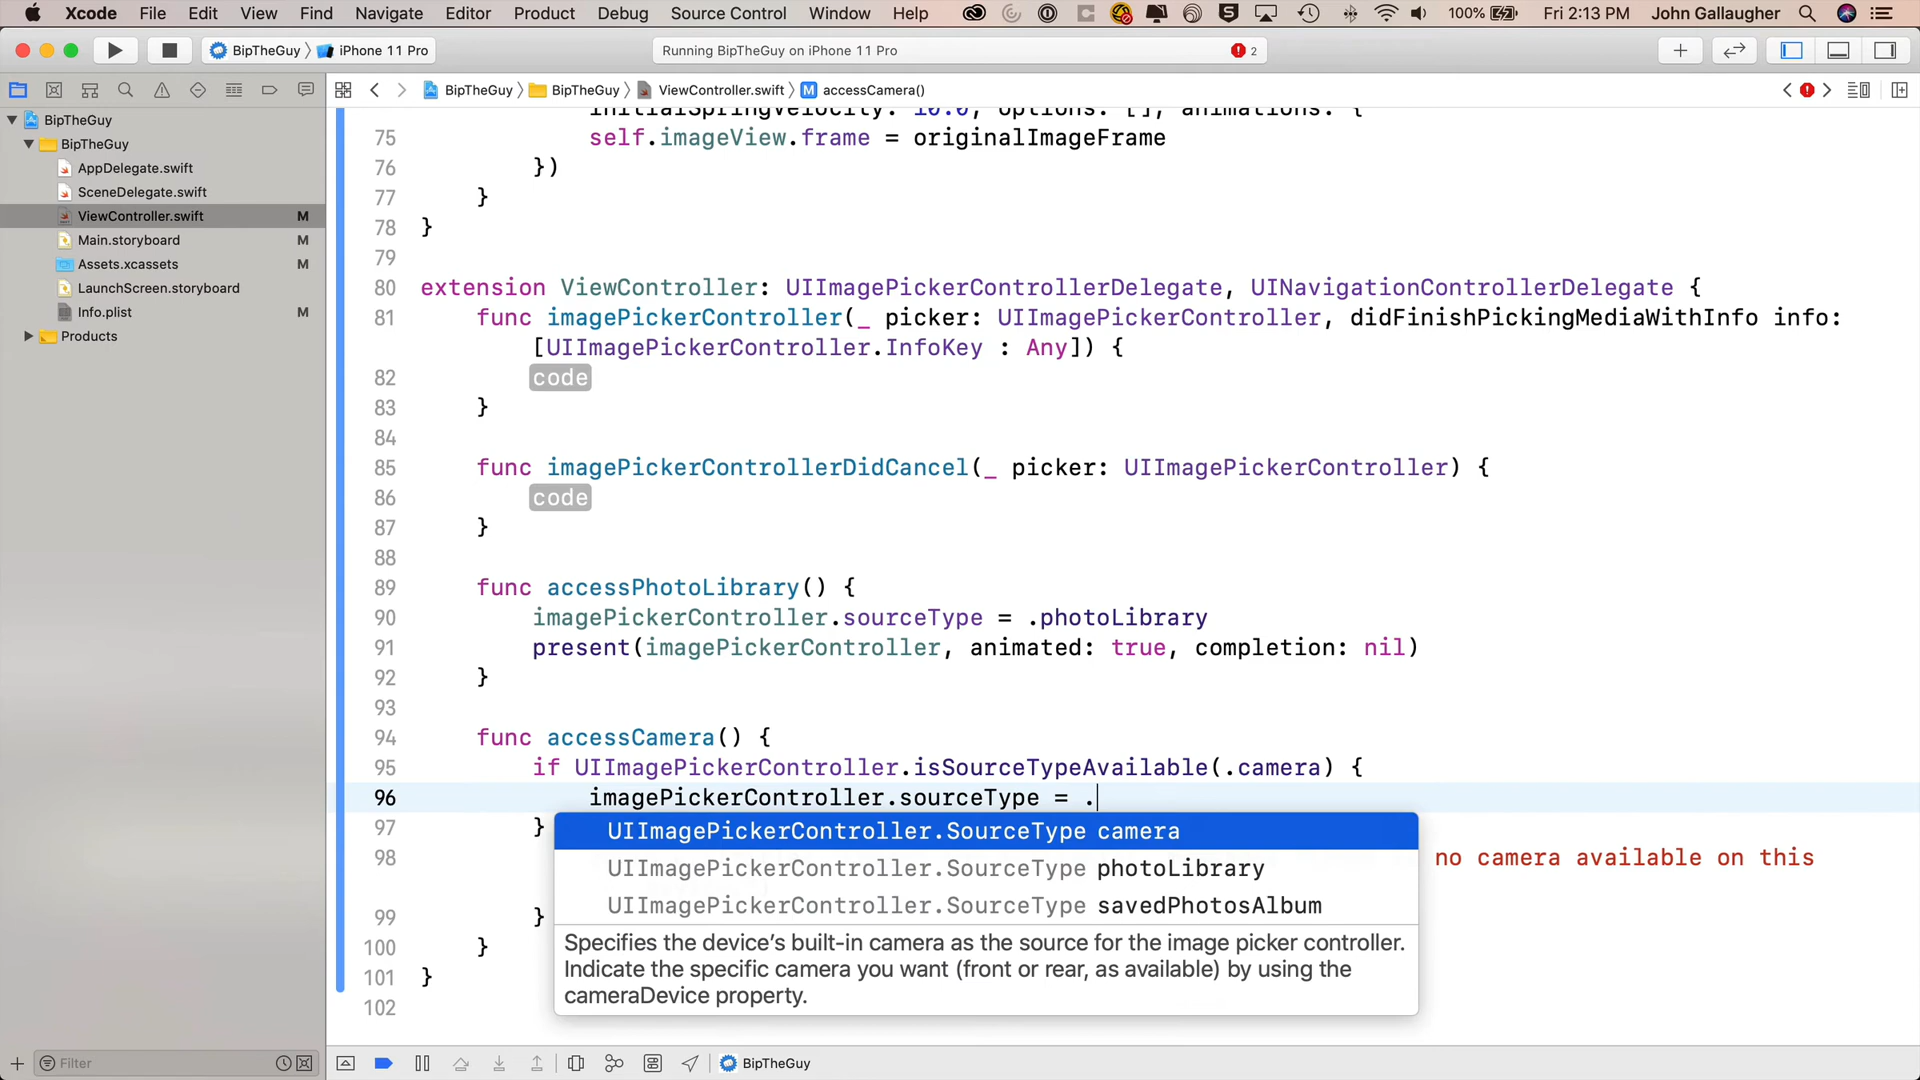 Xcode File Edit View Find Navigate Editor Product Debug Source Control Window Help 100% Fri 2:13 PM John Gallaugher
BipTheGuy iPhone 11 Pro Running BipTheGuy on iPhone 11 Pro 2
BipTheGuy BipTheGuy ViewController.swift M accessCamera()
BipTheGuy
BipTheGuy
AppDelegate.swift
SceneDelegate.swift
ViewController.swift M
Main.storyboard M
Assets.xcassets M
LaunchScreen.storyboard
Info.plist M
Products
Filter
initialSpringVelocity: 10.0, options: [], animations: {
75 self.imageView.frame = originalImageFrame
76 })
77 }
78 }
79
80 extension ViewController: UIImagePickerControllerDelegate, UINavigationControllerDelegate {
81 func imagePickerController(_ picker: UIImagePickerController, didFinishPickingMediaWithInfo info:
[UIImagePickerController.InfoKey : Any]) {
82 code
83 }
84
85 func imagePickerControllerDidCancel(_ picker: UIImagePickerController) {
86 code
87 }
88
89 func accessPhotoLibrary() {
90 imagePickerController.sourceType = .photoLibrary
91 present(imagePickerController, animated: true, completion: nil)
92 }
93
94 func accessCamera() {
95 if UIImagePickerController.isSourceTypeAvailable(.camera) {
96 imagePickerController.sourceType = .
97 }
UIImagePickerController.SourceType camera
98 no camera available on this
UIImagePickerController.SourceType photoLibrary
UIImagePickerController.SourceType savedPhotosAlbum
99 }
100 }
Specifies the device's built-in camera as the source for the image picker controller.
Indicate the specific camera you want (front or rear, as available) by using the
cameraDevice property.
101 }
102
BipTheGuy